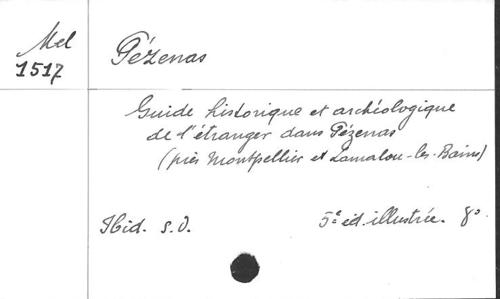 Mel
1517
Pézenas
Guide historique et archéologique
de l'étranger dans Pézenas
(près Montpellier et Lamalou-les-Bains)
Ibid. s.d. 5e éd. illustrée. 8º